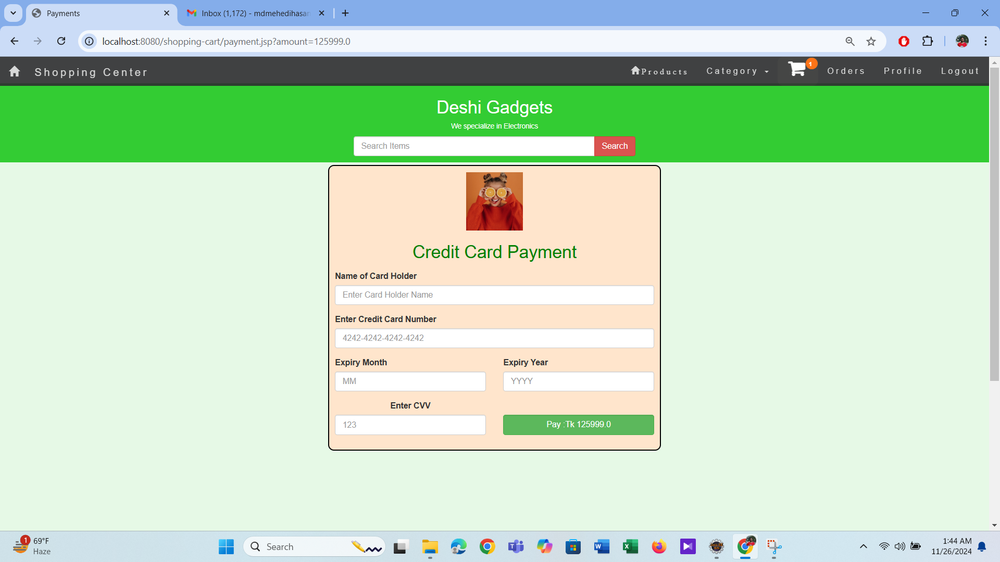 Payments
Inbox (1,172) - mdmehedihasan
localhost:8080/shopping-cart/payment.jsp?amount=125999.0
Shopping Center
Products
Category
1
Orders
Profile
Logout
Deshi Gadgets
We specialize in Electronics
Search Items
Search
Credit Card Payment
Name of Card Holder
Enter Card Holder Name
Enter Credit Card Number
4242-4242-4242-4242
Expiry Month
Expiry Year
MM
YYYY
Enter CVV
123
Pay :Tk 125999.0
1
69°F
Haze
Search
1:44 AM
11/26/2024